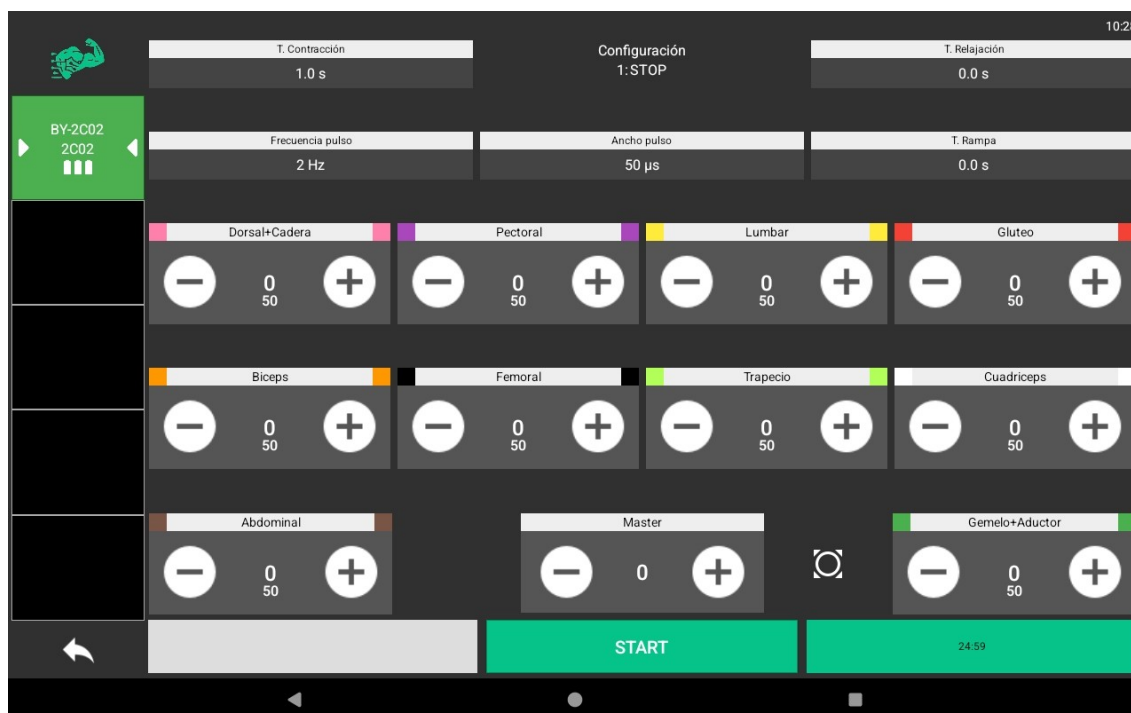 10:28
T. Contracción
Configuración
T. Relajación
1.0 s
1:STOP
0.0 s
BY-2C02
2C02
Frecuencia pulso
Ancho pulso
T. Rampa
2 Hz
50 μs
0.0 s
Dorsal+Cadera
Pectoral
Lumbar
Gluteo
0
50
0
50
0
50
0
50
Biceps
Femoral
Trapecio
Cuadriceps
0
50
0
50
0
50
0
50
Abdominal
Master
Gemelo+Aductor
0
50
0
0
50
START
24:59